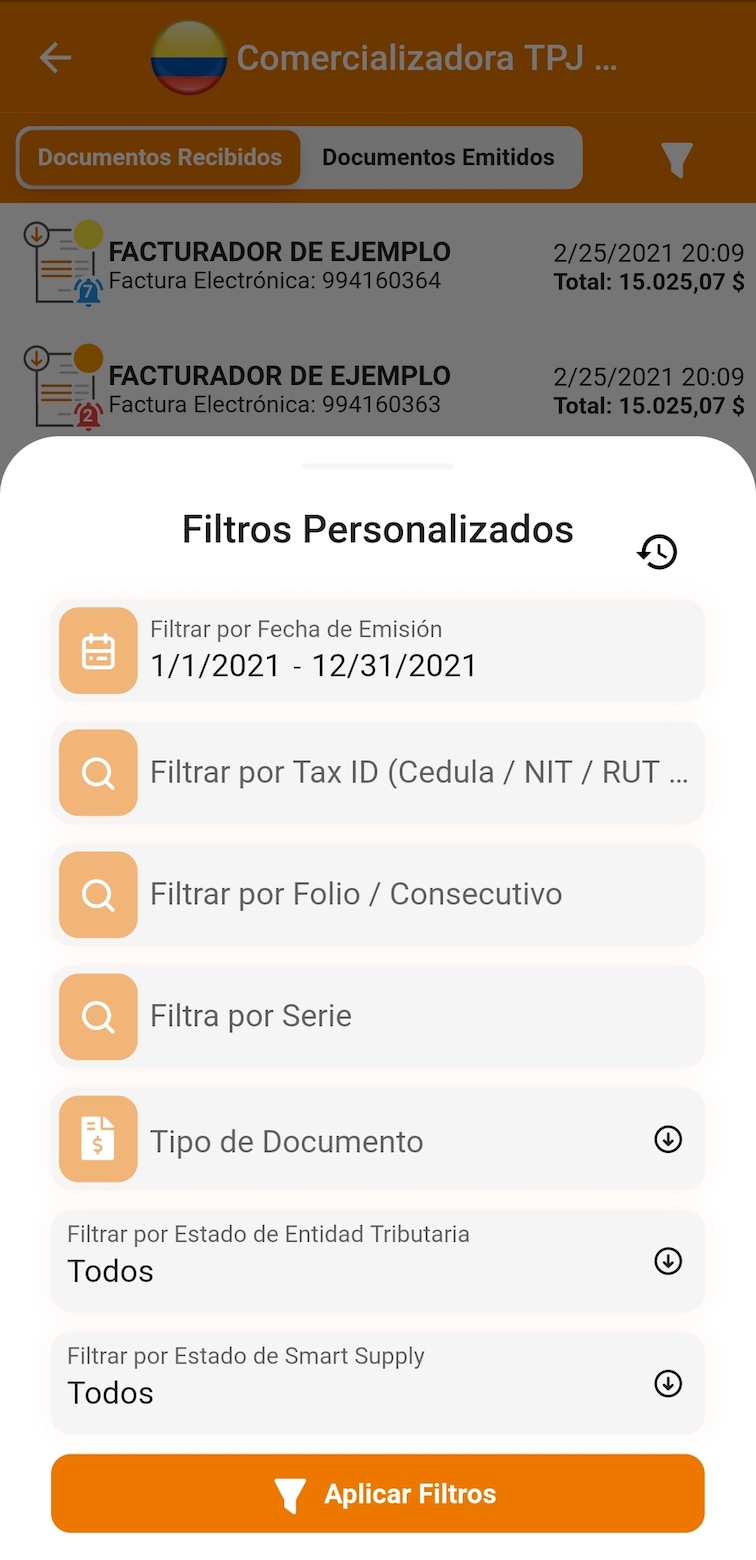 Comercializadora TPJ ...
Documentos Recibidos
Documentos Emitidos
FACTURADOR DE EJEMPLO
2/25/2021 20:09
Factura Electrónica: 994160364
Total: 15.025,07 $
7
FACTURADOR DE EJEMPLO
2/25/2021 20:09
Factura Electrónica: 994160363
Total: 15.025,07 $
2
Filtros Personalizados
Filtrar por Fecha de Emisión
1/1/2021 - 12/31/2021
Filtrar por Tax ID (Cedula / NIT / RUT ...
Filtrar por Folio / Consecutivo
Filtra por Serie
$
Tipo de Documento
Filtrar por Estado de Entidad Tributaria
Todos
Filtrar por Estado de Smart Supply
Todos
Aplicar Filtros